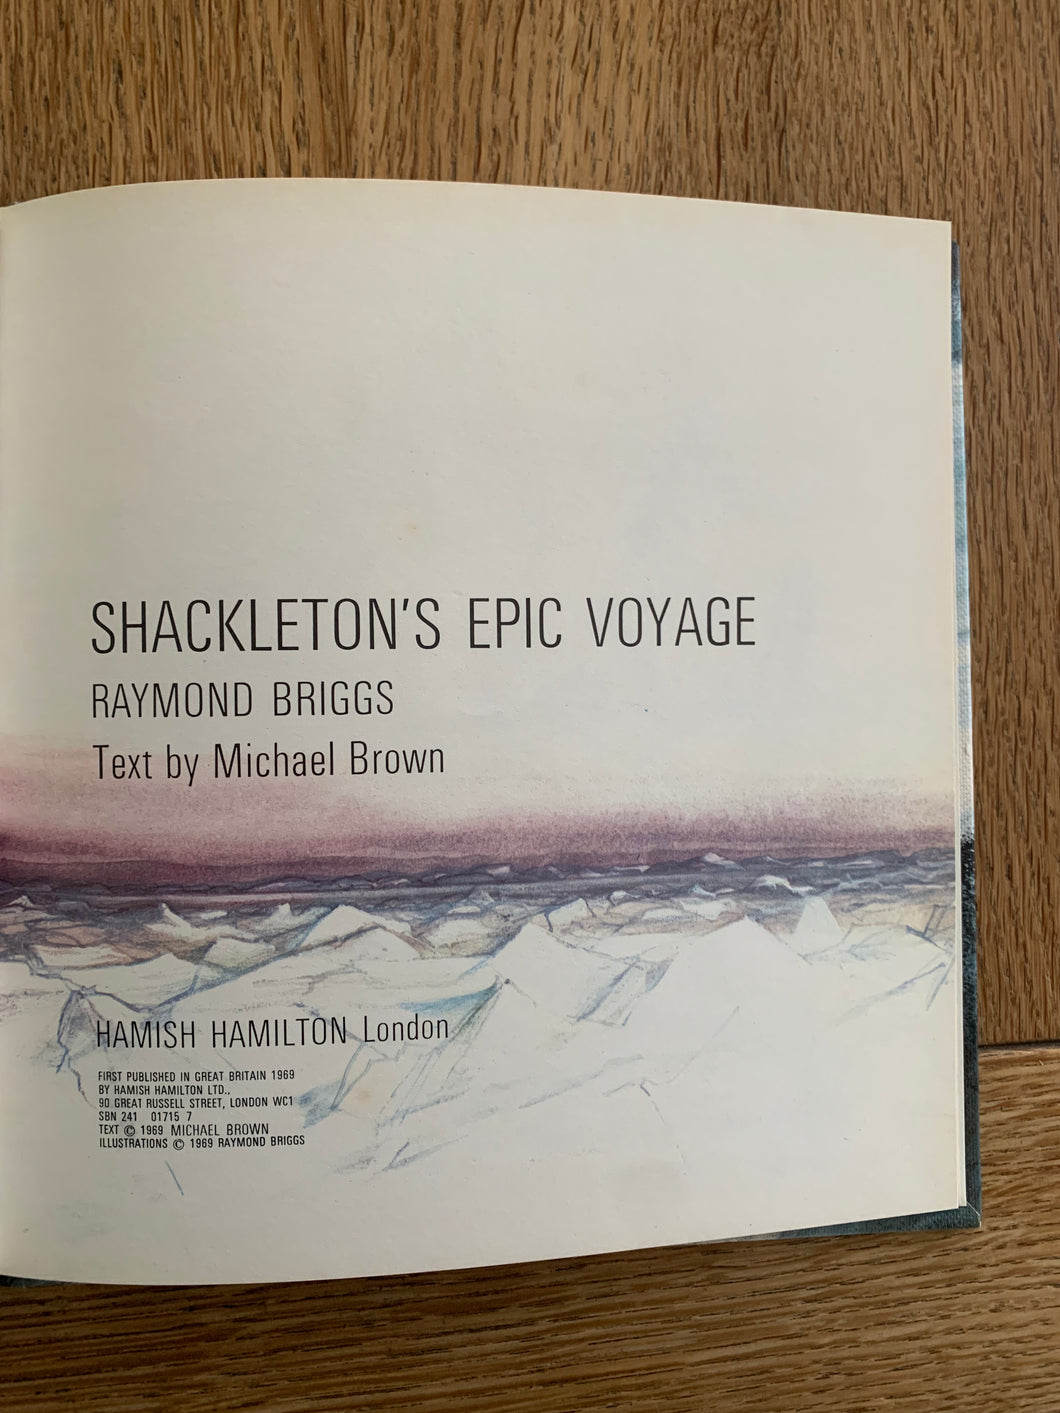 SHACKLETON'S EPIC VOYAGE
RAYMOND BRIGGS
Text by Michael Brown
HAMISH HAMILTON London
FIRST PUBLISHED IN GREAT BRITAIN 1969
BY HAMISH HAMILTON LTD.,
90 GREAT RUSSELL STREET, LONDON WC1
SBN 241 01715 7
TEXT © 1969 MICHAEL BROWN
ILLUSTRATIONS © 1969 RAYMOND BRIGGS